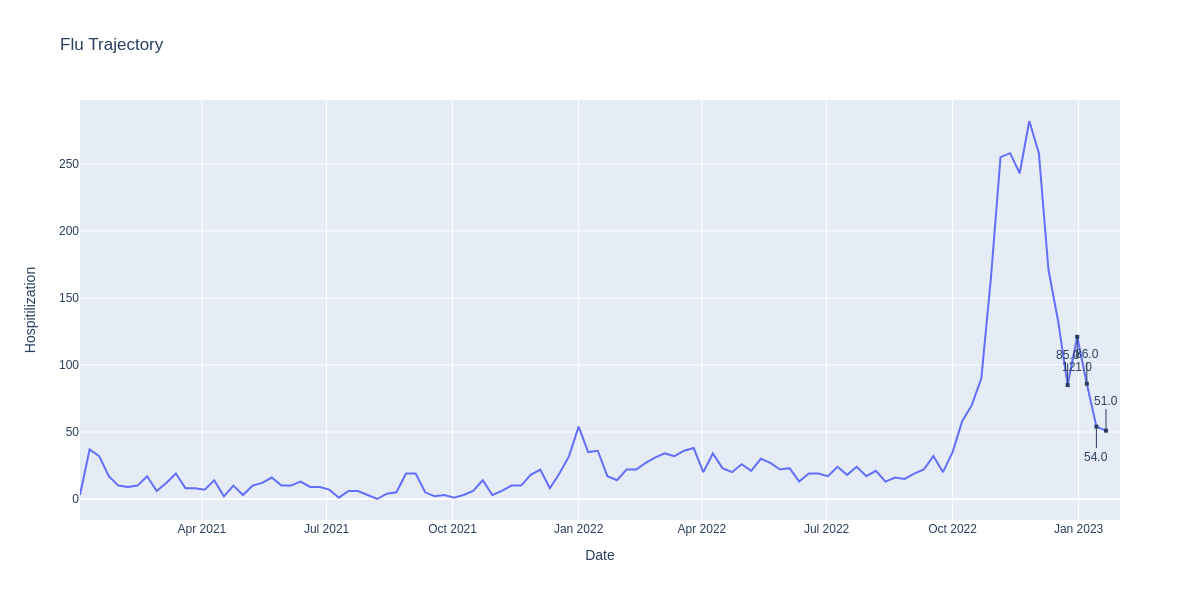 Flu Trajectory
250
200
150
100
50
0
Hospitilization
85.0
86.0
121.0
51.0
54.0
Apr 2021
Jul 2021
Oct 2021
Jan 2022
Apr 2022
Jul 2022
Oct 2022
Jan 2023
Date